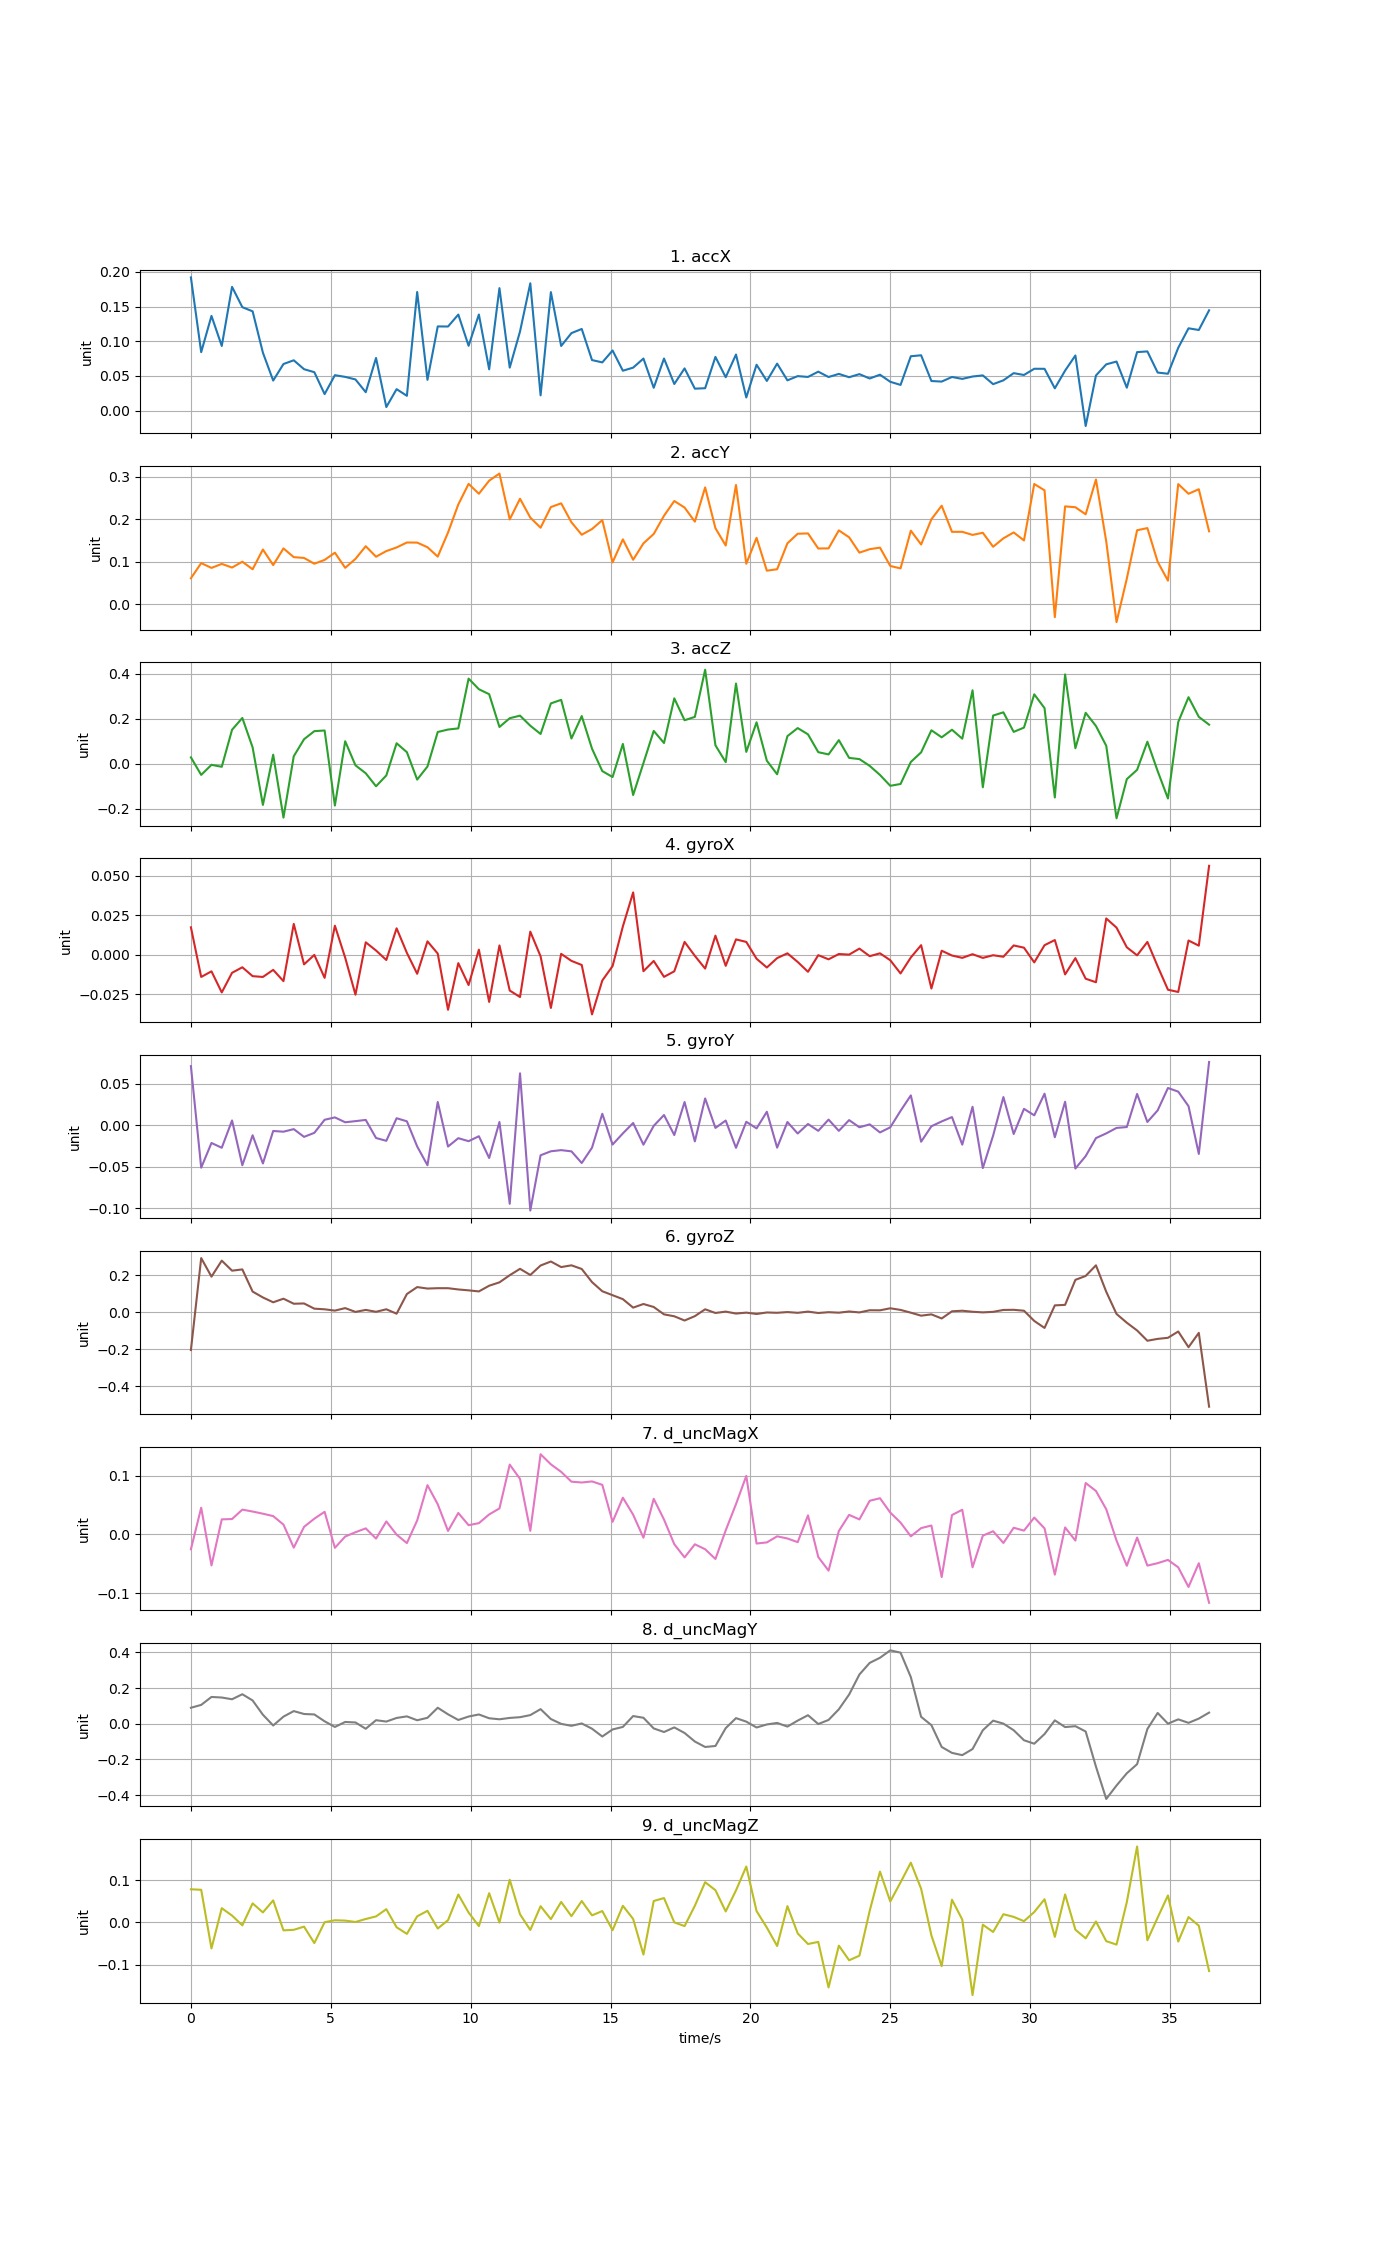 1. accX
0.20
0.15
0.10
0.05
0.00
unit
2. accY
0.3
0.2
0.1
0.0
unit
3. accZ
0.4
0.2
0.0
−0.2
unit
4. gyroX
0.050
0.025
0.000
−0.025
unit
5. gyroY
0.05
0.00
−0.05
−0.10
unit
6. gyroZ
0.2
0.0
−0.2
−0.4
unit
7. d_uncMagX
0.1
0.0
−0.1
unit
8. d_uncMagY
0.4
0.2
0.0
−0.2
−0.4
unit
9. d_uncMagZ
0.1
0.0
−0.1
unit
0 5 10 15 20 25 30 35
time/s